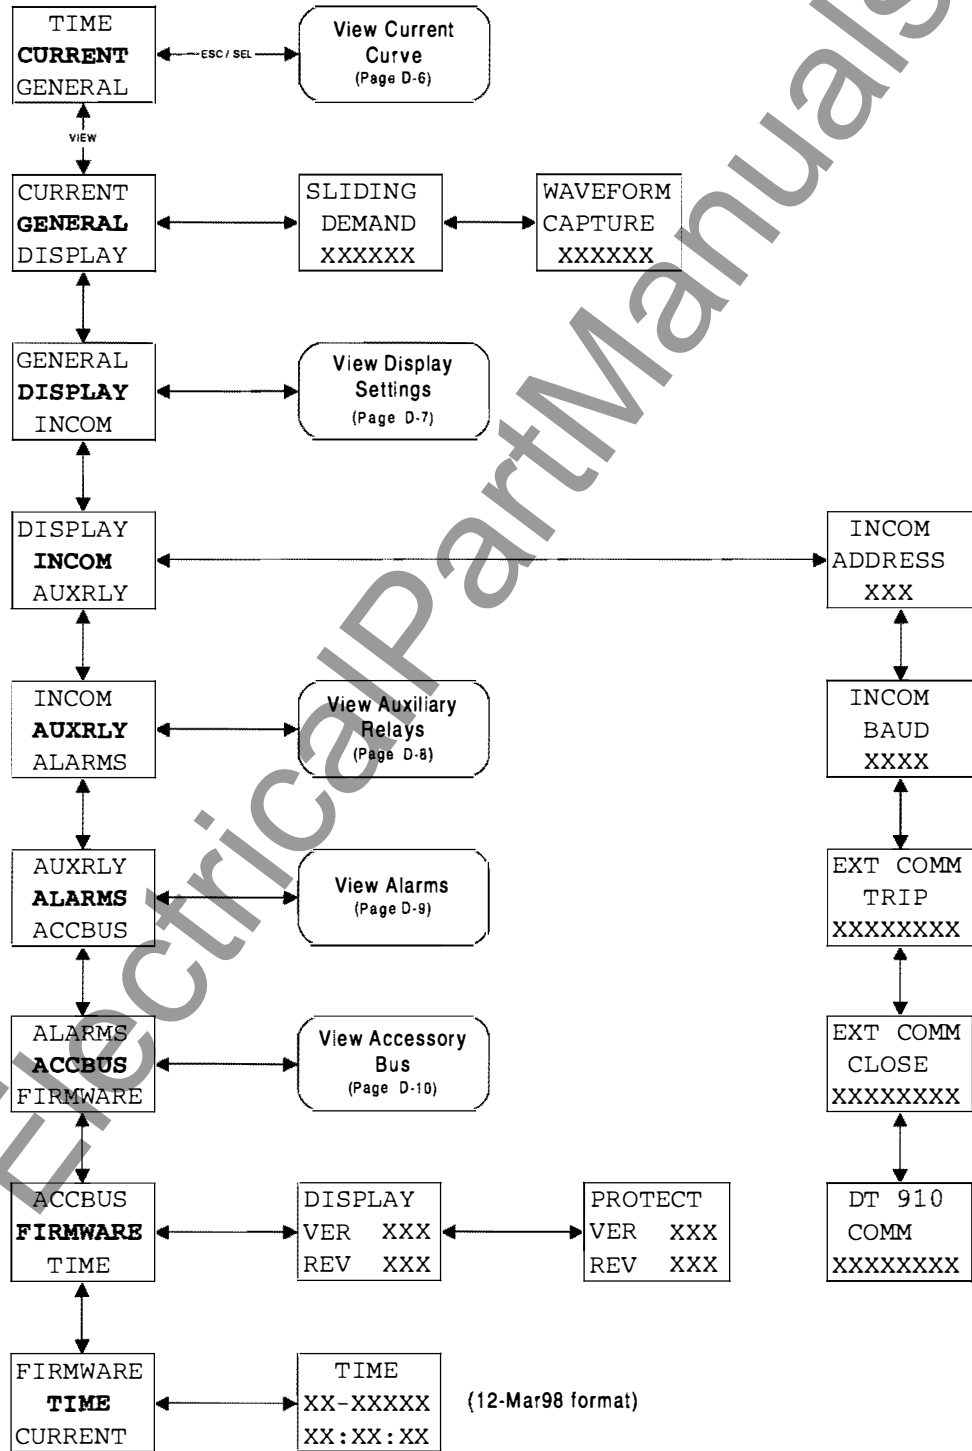 TIME
CURRENT
GENERAL
ESC / SEL
View Current
Curve
(Page D-6)
VIEW
CURRENT
GENERAL
DISPLAY
SLIDING
DEMAND
XXXXXX
WAVEFORM
CAPTURE
XXXXXX
GENERAL
DISPLAY
INCOM
View Display
Settings
(Page D-7)
DISPLAY
INCOM
AUXRLY
INCOM
ADDRESS
XXX
INCOM
AUXRLY
ALARMS
View Auxiliary
Relays
(Page D-8)
INCOM
BAUD
XXXX
AUXRLY
ALARMS
ACCBUS
View Alarms
(Page D-9)
EXT COMM
TRIP
XXXXXXXX
ALARMS
ACCBUS
FIRMWARE
View Accessory
Bus
(Page D-10)
EXT COMM
CLOSE
XXXXXXXX
ACCBUS
FIRMWARE
TIME
DISPLAY
VER XXX
REV XXX
PROTECT
VER XXX
REV XXX
DT 910
COMM
XXXXXXXX
FIRMWARE
TIME
CURRENT
TIME
XX-XXXXX
XX:XX:XX
(12-Mar98 format)
ElectricalPartManuals